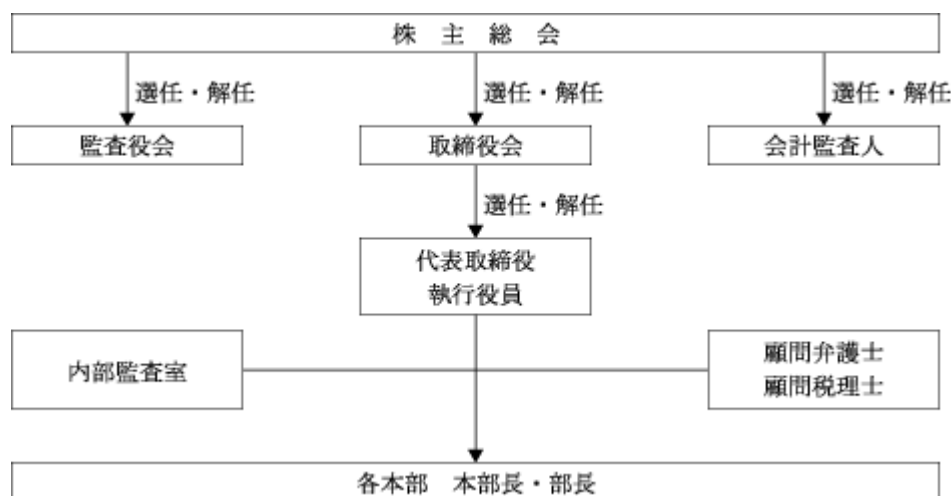 株 主 総 会
選任・解任
選任・解任
選任・解任
監査役会
取締役会
会計監査人
選任・解任
代表取締役
執行役員
内部監査室
顧問弁護士
顧問税理士
各本部 本部長・部長